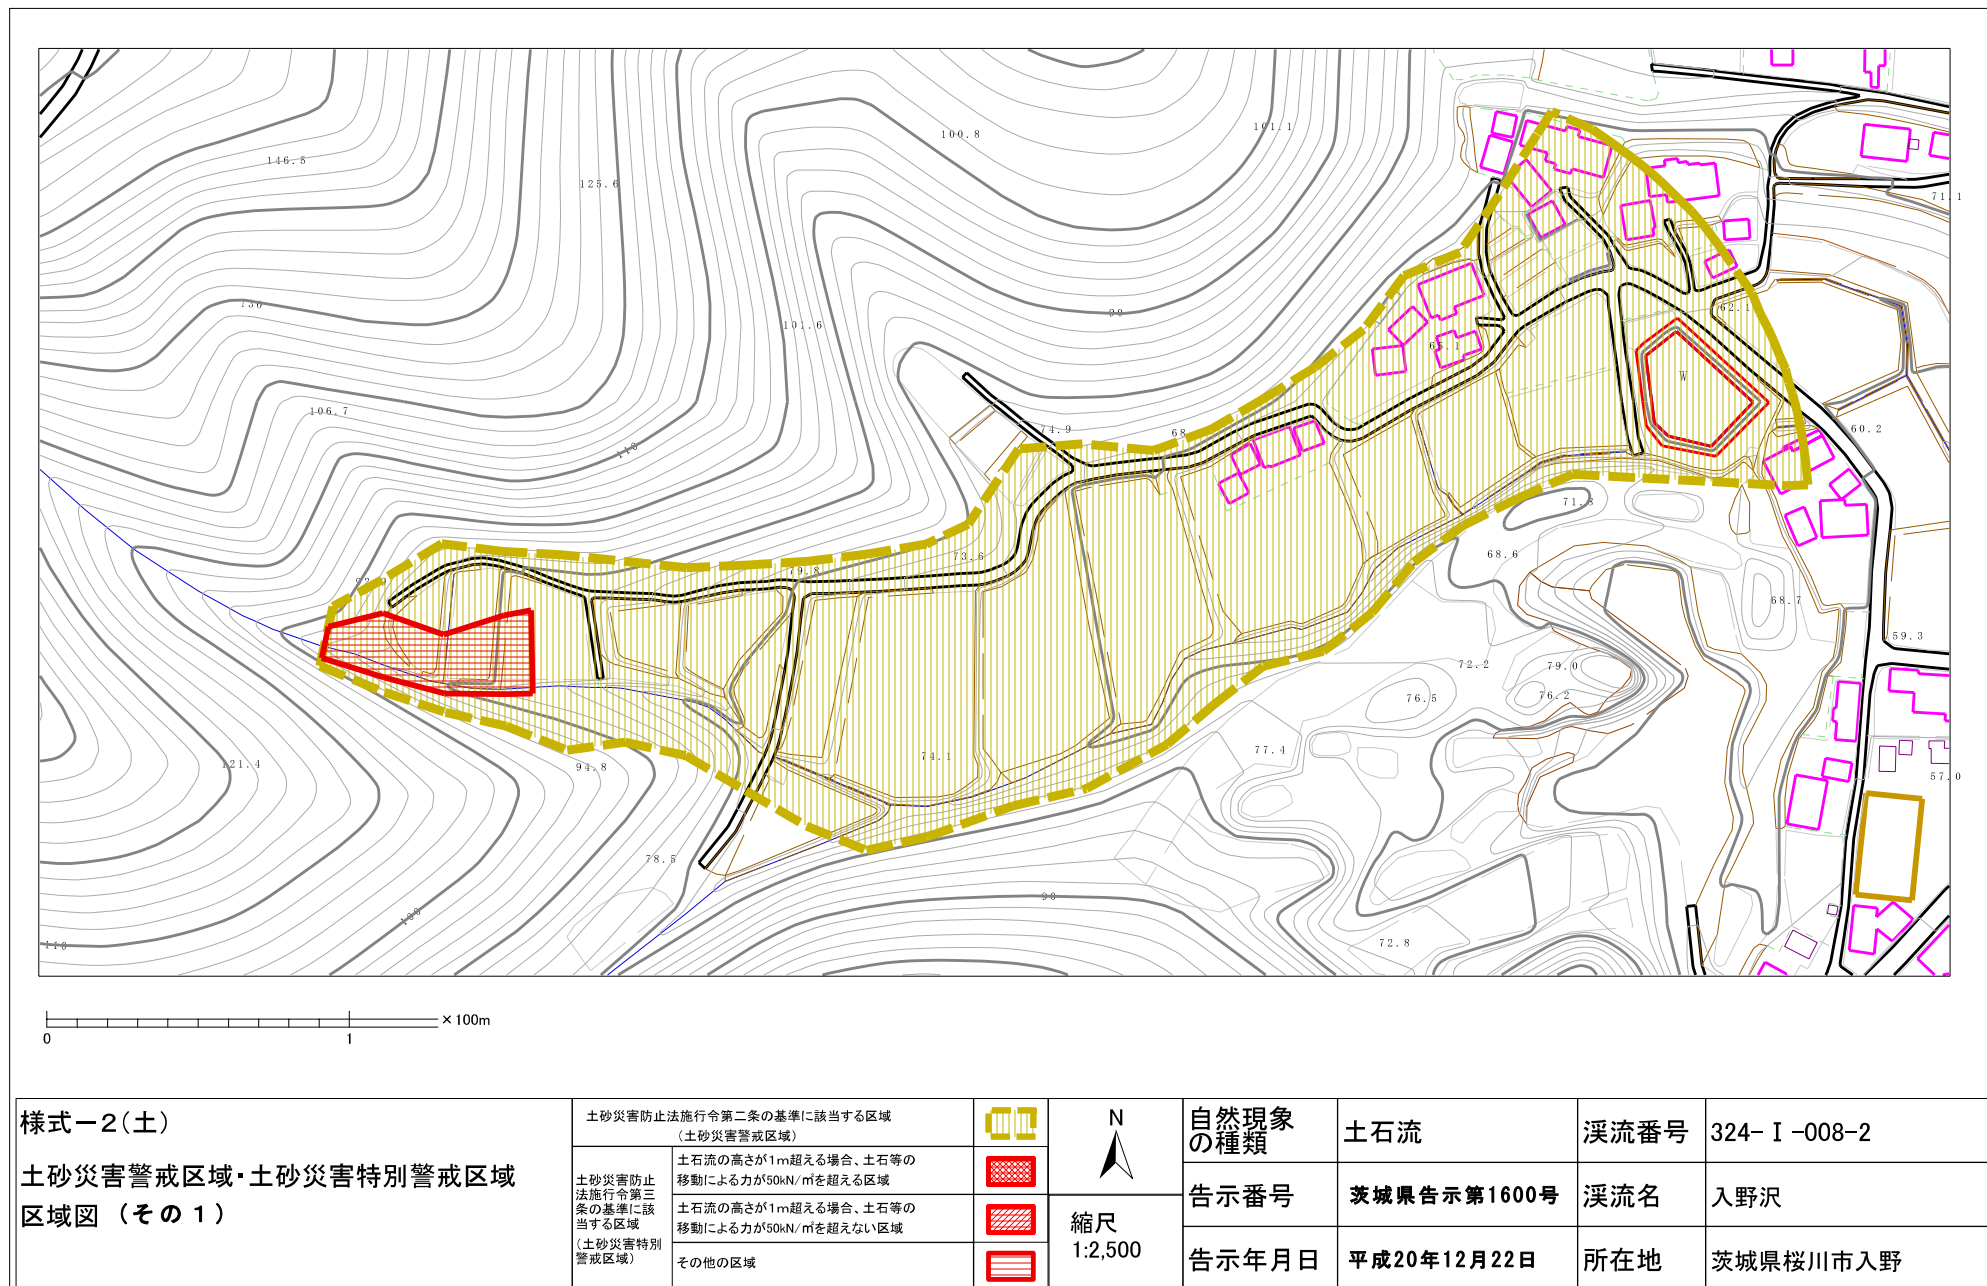 146.5
125.6
100.8
101.1
71.1
130
101.6
90
62.1
65.1
W
106.7
110
74.9
68
60.2
71.8
73.6
79.8
68.6
68.7
59.3
72.2
79.0
76.5
76.2
77.4
74.1
121.4
94.8
57.0
78.5
90
100
110
72.8
×100m
0
1
様式－2(土)
土砂災害警戒区域・土砂災害特別警戒区域
区域図（その１）
土砂災害防止法施行令第二条の基準に該当する区域
（土砂災害警戒区域）
土砂災害防止
法施行令第三
条の基準に該
当する区域
（土砂災害特別
警戒区域）
土石流の高さが1ｍ超える場合、土石等の
移動による力が50kN/㎡を超える区域
土石流の高さが1ｍ超える場合、土石等の
移動による力が50kN/㎡を超えない区域
その他の区域
N
縮尺
1:2,500
自然現象
の種類
土石流
渓流番号
324-Ⅰ-008-2
告示番号
茨城県告示第1600号
渓流名
入野沢
告示年月日
平成20年12月22日
所在地
茨城県桜川市入野